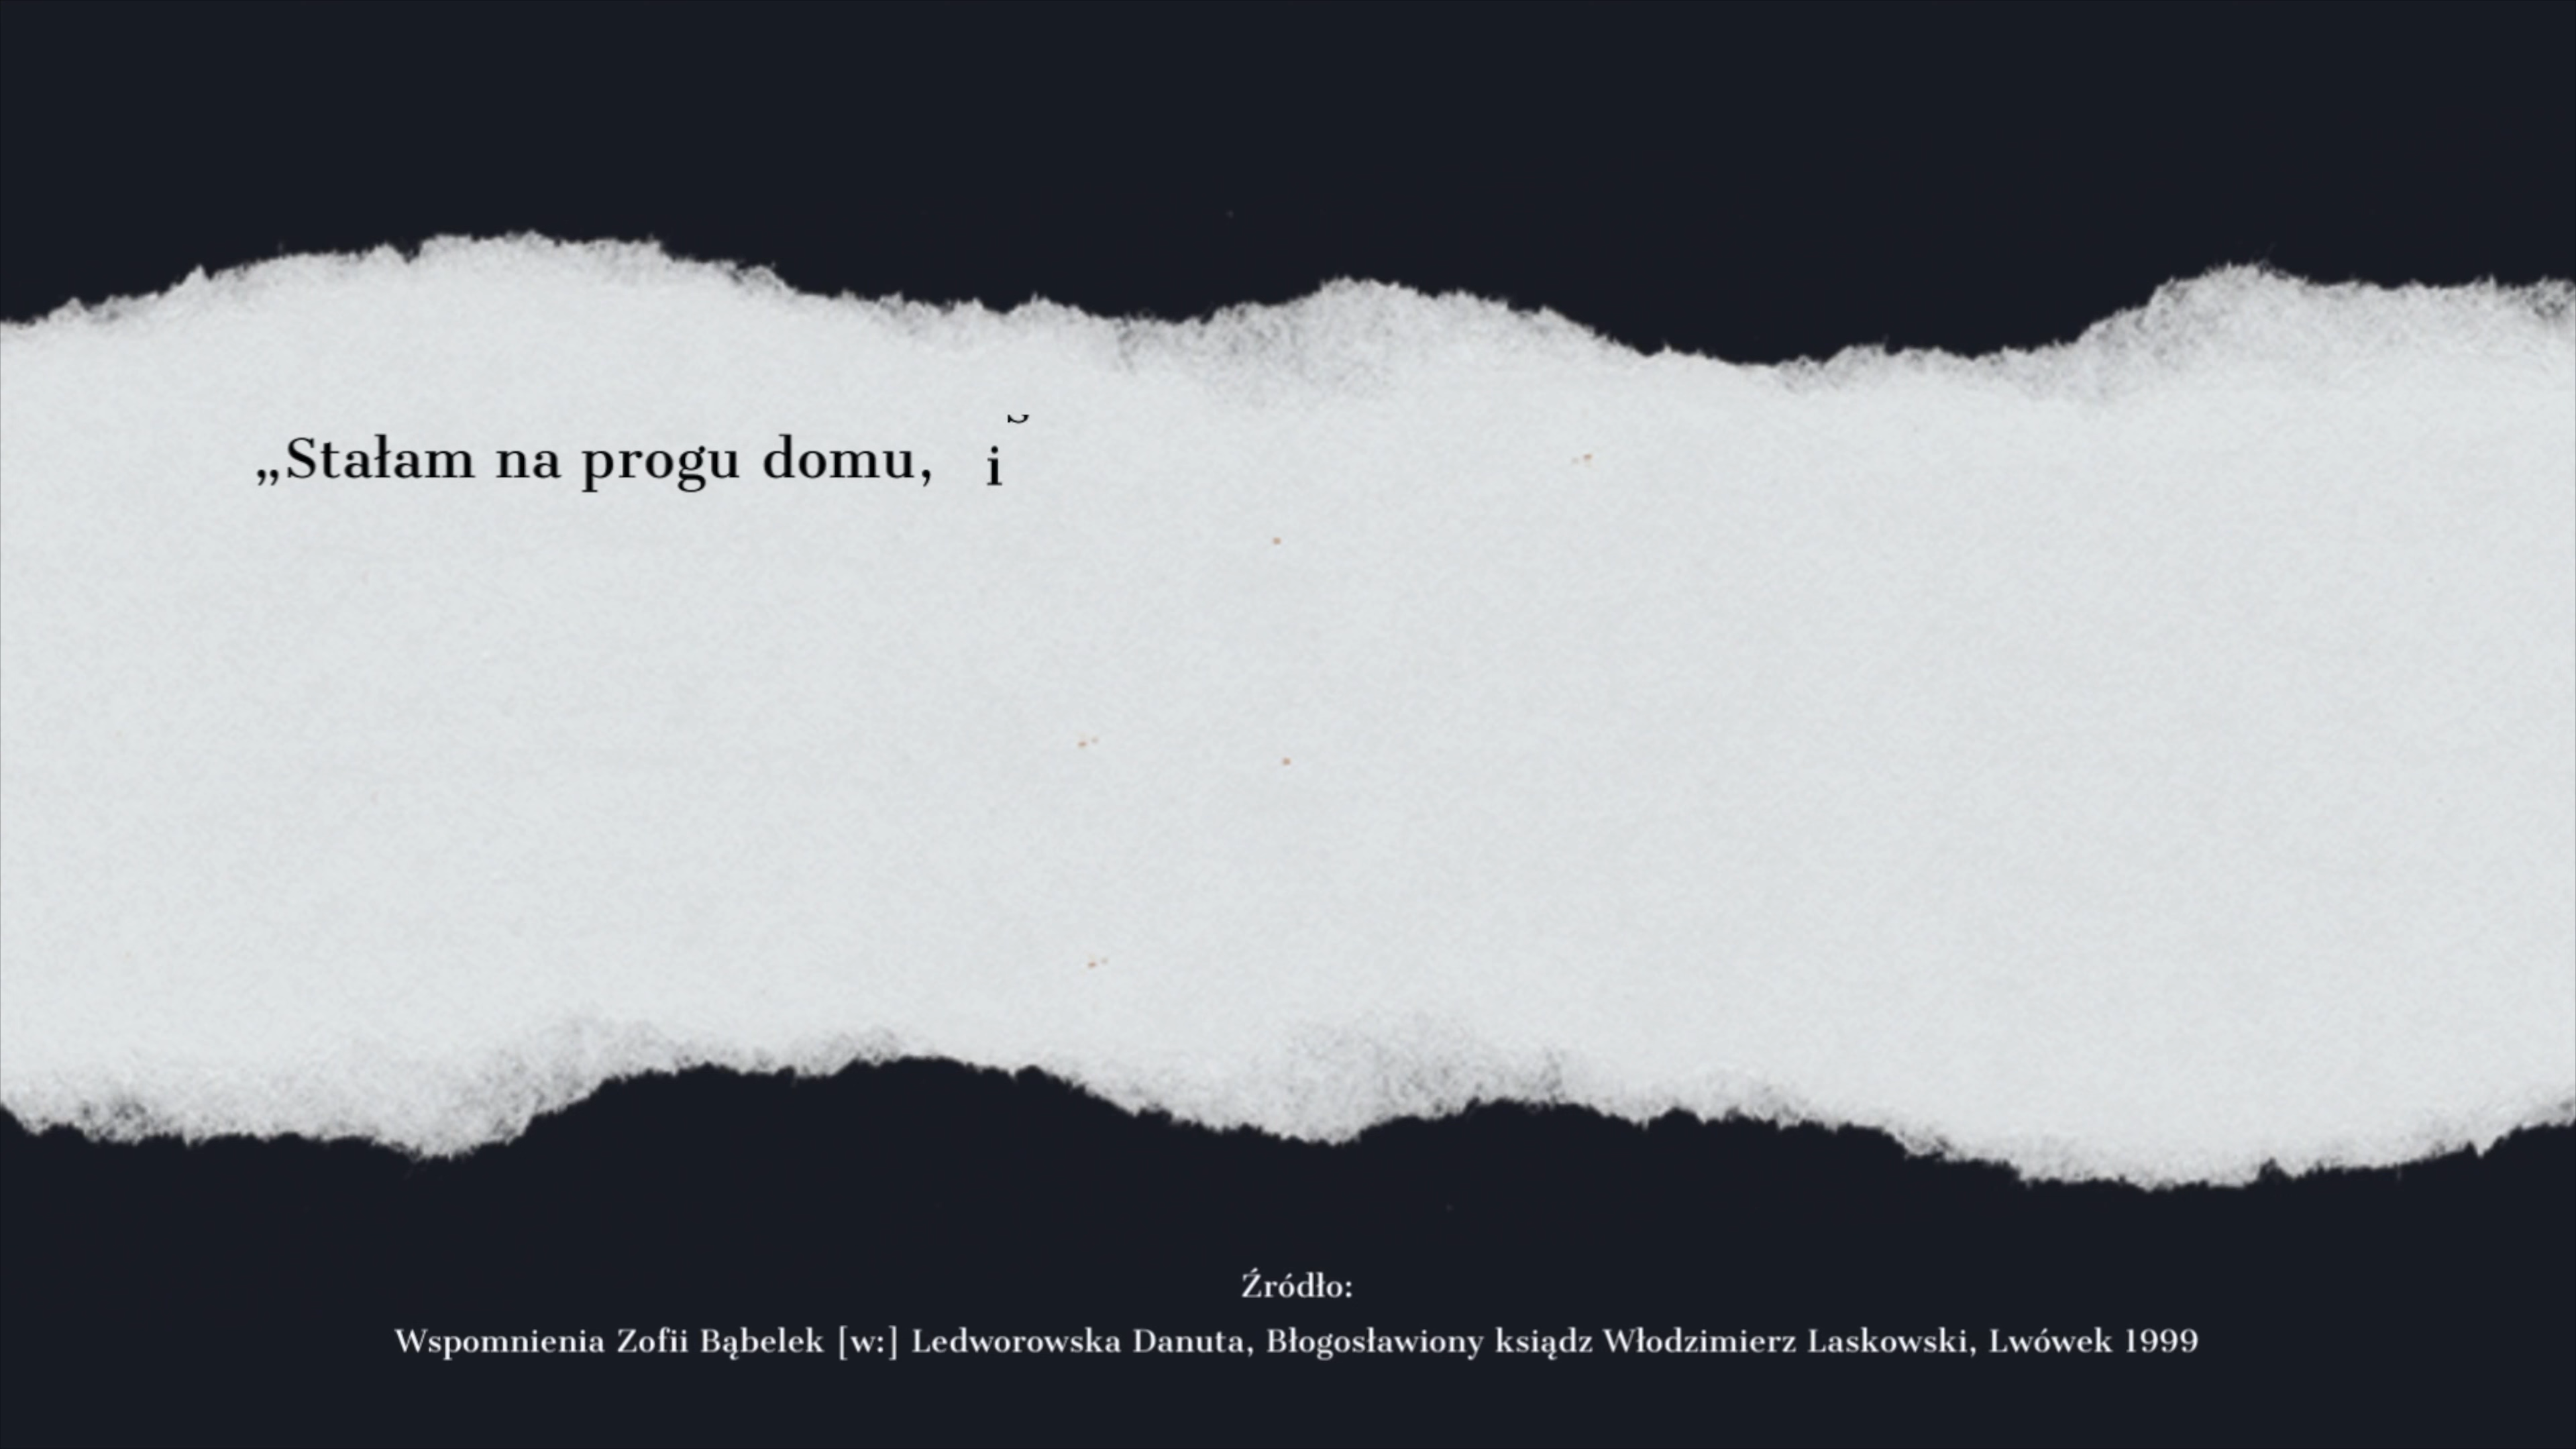 „Stałam na progu domu, i
Źródło:
Wspomnienia Zofii Bąbelek [w:] Ledworowska Danuta, Błogosławiony ksiądz Włodzimierz Laskowski, Lwówek 1999